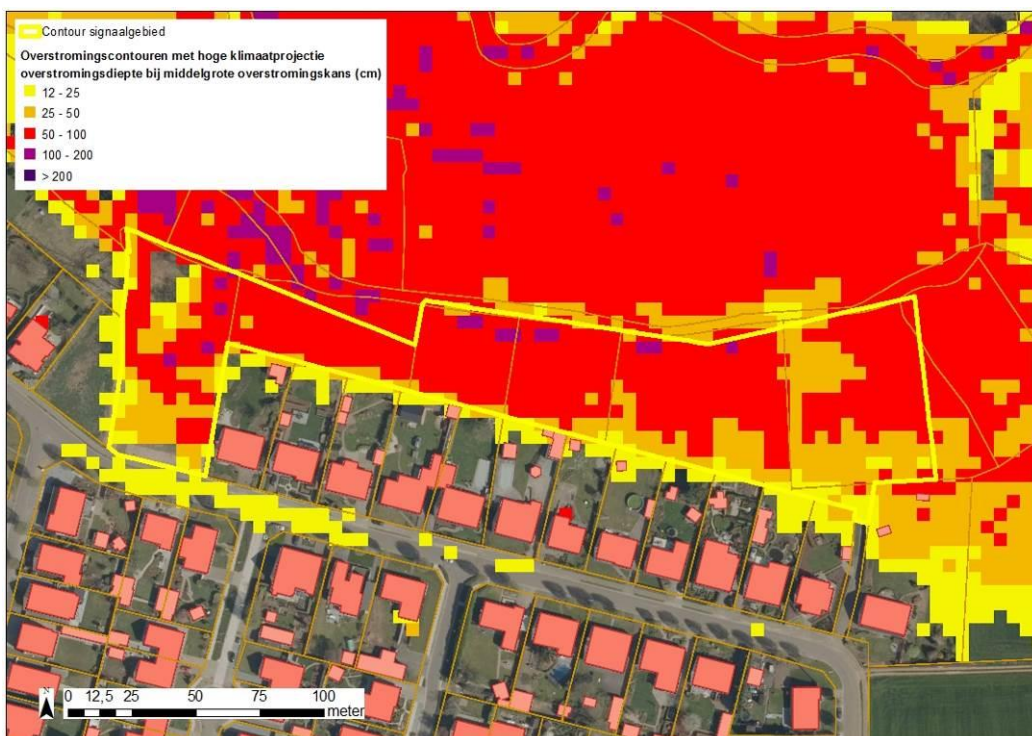 Contour signaalgebied
Overstromingscontouren met hoge klimaatprojectie
overstromingsdiepte bij middelgrote overstromingskans (cm)
12 - 25
25 - 50
50 - 100
100 - 200
> 200
N
0 12,5 25 50 75 100
meter